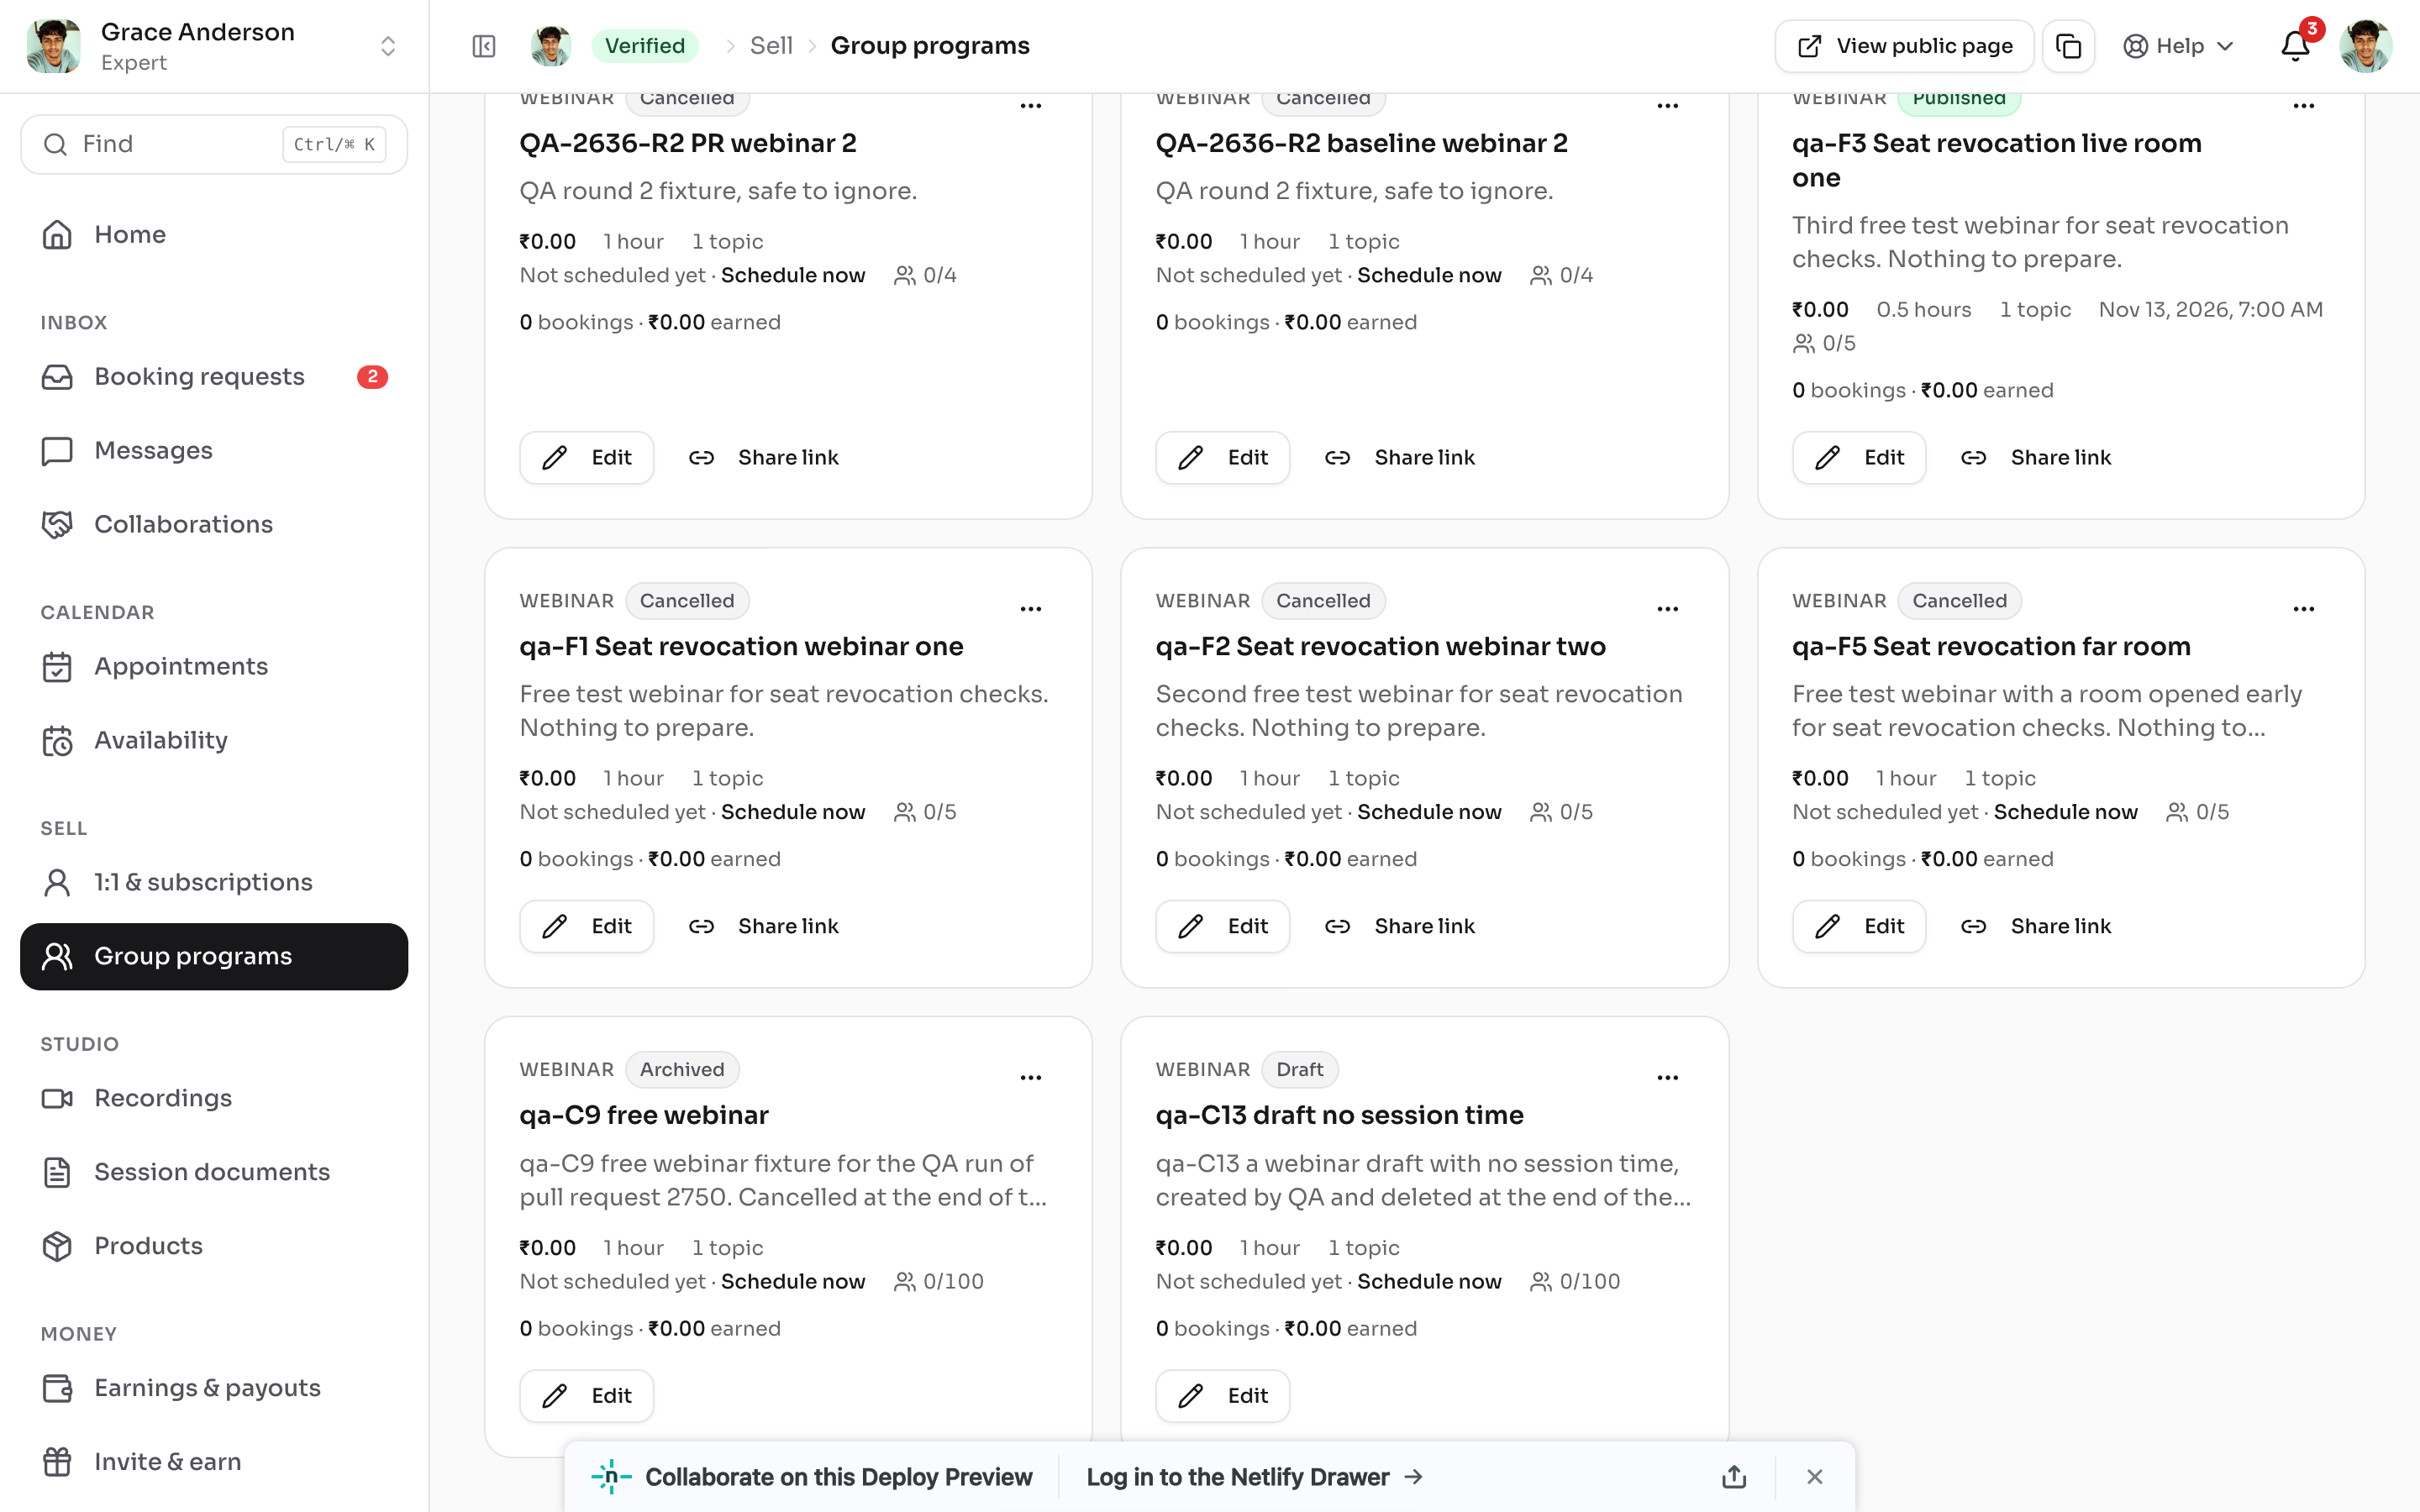 Grace Anderson
Expert
Find
Ctrl/⌘ K
Home
INBOX
Booking requests 2
Messages
Collaborations
CALENDAR
Appointments
Availability
SELL
1:1 & subscriptions
Group programs
STUDIO
Recordings
Session documents
Products
MONEY
Earnings & payouts
Invite & earn
Verified
Sell
Group programs
View public page
Help
3
WEBINAR Cancelled
QA-2636-R2 PR webinar 2
QA round 2 fixture, safe to ignore.
₹0.00 1 hour 1 topic
Not scheduled yet · Schedule now 0/4
0 bookings · ₹0.00 earned
Edit Share link
WEBINAR Cancelled
QA-2636-R2 baseline webinar 2
QA round 2 fixture, safe to ignore.
₹0.00 1 hour 1 topic
Not scheduled yet · Schedule now 0/4
0 bookings · ₹0.00 earned
Edit Share link
WEBINAR Published
qa-F3 Seat revocation live room
one
Third free test webinar for seat revocation
checks. Nothing to prepare.
₹0.00 0.5 hours 1 topic Nov 13, 2026, 7:00 AM
0/5
0 bookings · ₹0.00 earned
Edit Share link
WEBINAR Cancelled
qa-F1 Seat revocation webinar one
Free test webinar for seat revocation checks.
Nothing to prepare.
₹0.00 1 hour 1 topic
Not scheduled yet · Schedule now 0/5
0 bookings · ₹0.00 earned
Edit Share link
WEBINAR Cancelled
qa-F2 Seat revocation webinar two
Second free test webinar for seat revocation
checks. Nothing to prepare.
₹0.00 1 hour 1 topic
Not scheduled yet · Schedule now 0/5
0 bookings · ₹0.00 earned
Edit Share link
WEBINAR Cancelled
qa-F5 Seat revocation far room
Free test webinar with a room opened early
for seat revocation checks. Nothing to...
₹0.00 1 hour 1 topic
Not scheduled yet · Schedule now 0/5
0 bookings · ₹0.00 earned
Edit Share link
WEBINAR Archived
qa-C9 free webinar
qa-C9 free webinar fixture for the QA run of
pull request 2750. Cancelled at the end of t...
₹0.00 1 hour 1 topic
Not scheduled yet · Schedule now 0/100
0 bookings · ₹0.00 earned
Edit
WEBINAR Draft
qa-C13 draft no session time
qa-C13 a webinar draft with no session time,
created by QA and deleted at the end of the...
₹0.00 1 hour 1 topic
Not scheduled yet · Schedule now 0/100
0 bookings · ₹0.00 earned
Edit
Collaborate on this Deploy Preview
Log in to the Netlify Drawer →